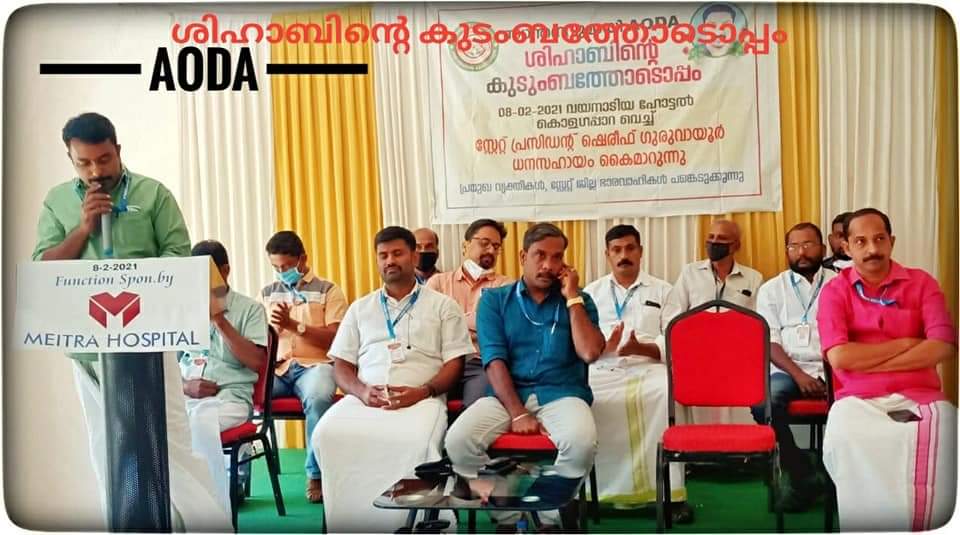 ശിഹാബിന്റെ കുടംബത്തോടൊപ്പം
AODA
AODA
ശിഹാബിന്റെ
കുടുംബത്തോടൊപ്പം
08-02-2021 വയനാടിയ ഹോട്ടൽ
കൊളഗപ്പാറ വെച്ച്
സ്റ്റേറ്റ് പ്രസിഡന്റ് ഷെരീഫ് ഗുരുവായൂർ
ധനസഹായം കൈമാറുന്നു
പ്രമുഖ വ്യക്തികൾ, സ്റ്റേറ്റ് ജില്ല ഭാരവാഹികൾ പങ്കെടുക്കുന്നു
8-2-2021
Function Spon.by
MEITRA HOSPITAL